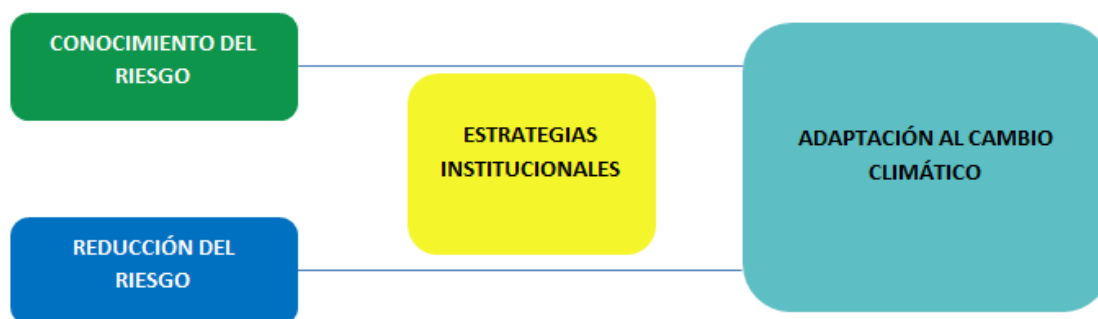 CONOCIMIENTO DEL
RIESGO
ESTRATEGIAS
INSTITUCIONALES
ADAPTACIÓN AL CAMBIO
CLIMÁTICO
REDUCCIÓN DEL
RIESGO